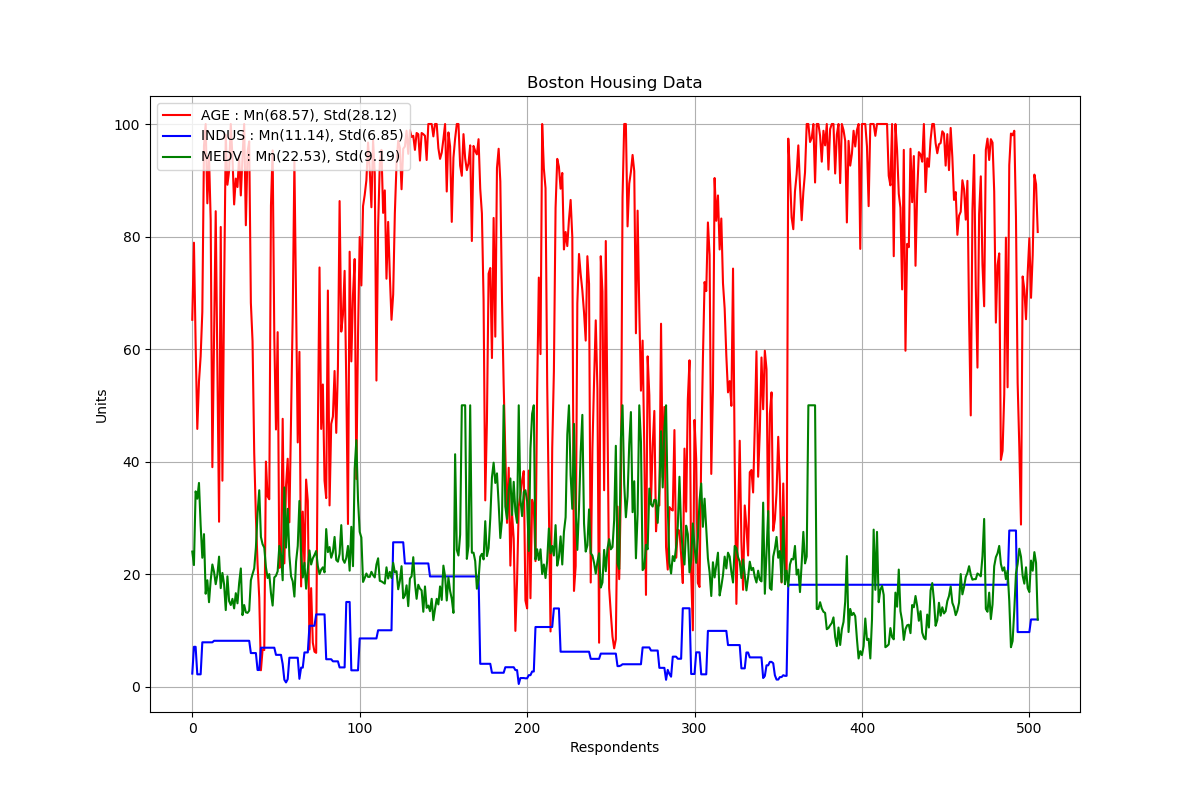 Boston Housing Data
AGE : Mn(68.57), Std(28.12)
INDUS : Mn(11.14), Std(6.85)
MEDV : Mn(22.53), Std(9.19)
100
80
60
40
20
0
Units
0 100 200 300 400 500
Respondents